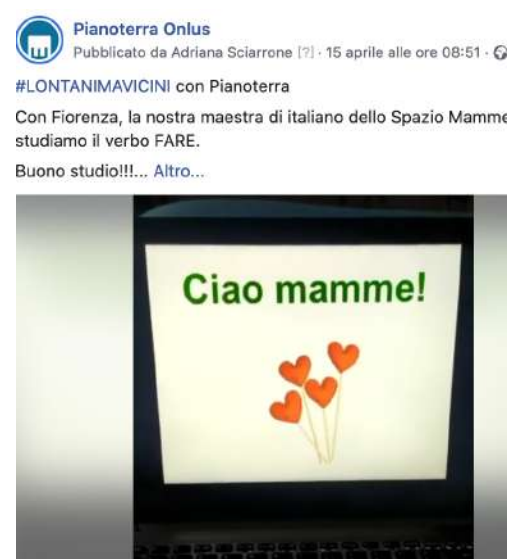 Pianoterra Onlus
Pubblicato da Adriana Sciarrone [?] · 15 aprile alle ore 08:51 ·
#LONTANIMAVICINI con Pianoterra
Con Fiorenza, la nostra maestra di italiano dello Spazio Mamme
studiamo il verbo FARE.
Buono studio!!!... Altro...
Ciao mamme!